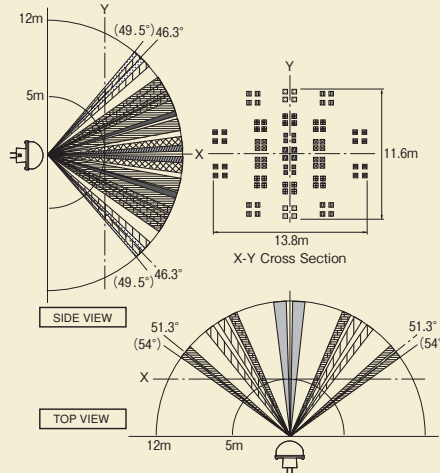 12m
Y
(49.5°)
46.3°
5m
X
46.3°
(49.5°)
SIDE VIEW
Y
11.6m
13.8m
X-Y Cross Section
51.3°
(54°)
51.3°
(54°)
X
TOP VIEW
12m
5m